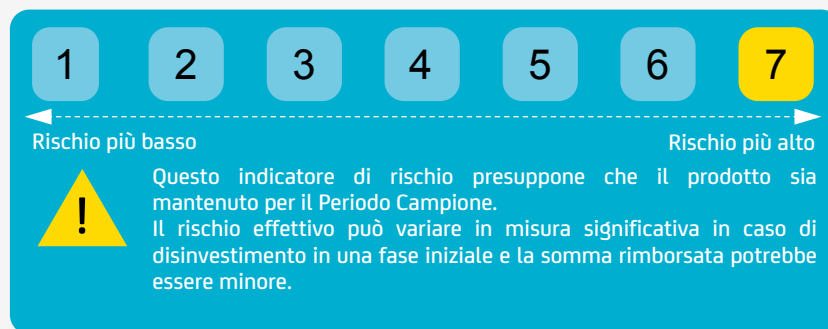 1 2 3 4 5 6 7
Rischio più basso Rischio più alto
!
Questo indicatore di rischio presuppone che il prodotto sia
mantenuto per il Periodo Campione.
Il rischio effettivo può variare in misura significativa in caso di
disinvestimento in una fase iniziale e la somma rimborsata potrebbe
essere minore.